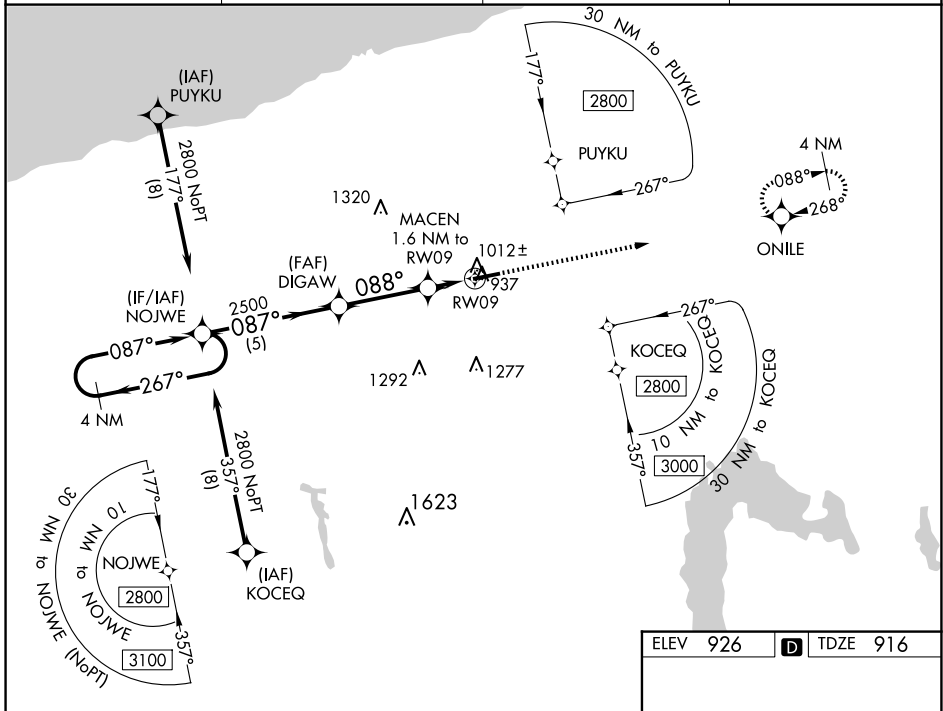 (IAF)
PUYKU
2800 NoPT
177°
(8)
30 NM to PUYKU
177°
2800
PUYKU
267°
4 NM
088°
268°
ONILE
1320
MACEN
1.6 NM to
RW09
1012±
937
RW09
(FAF)
DIGAW
088°
(IF/IAF)
NOJWE
2500
087°
(5)
087°
267°
4 NM
1292
1277
267°
KOCEQ
2800
10 NM to KOCEQ
3000
30 NM to KOCEQ
357°
2800 NoPT
357°
(8)
(IAF)
KOCEQ
1623
177°
30 NM to NOJWE (NoPT)
10 NM to NOJWE
NOJWE
2800
3100
357°
ELEV 926 D TDZE 916